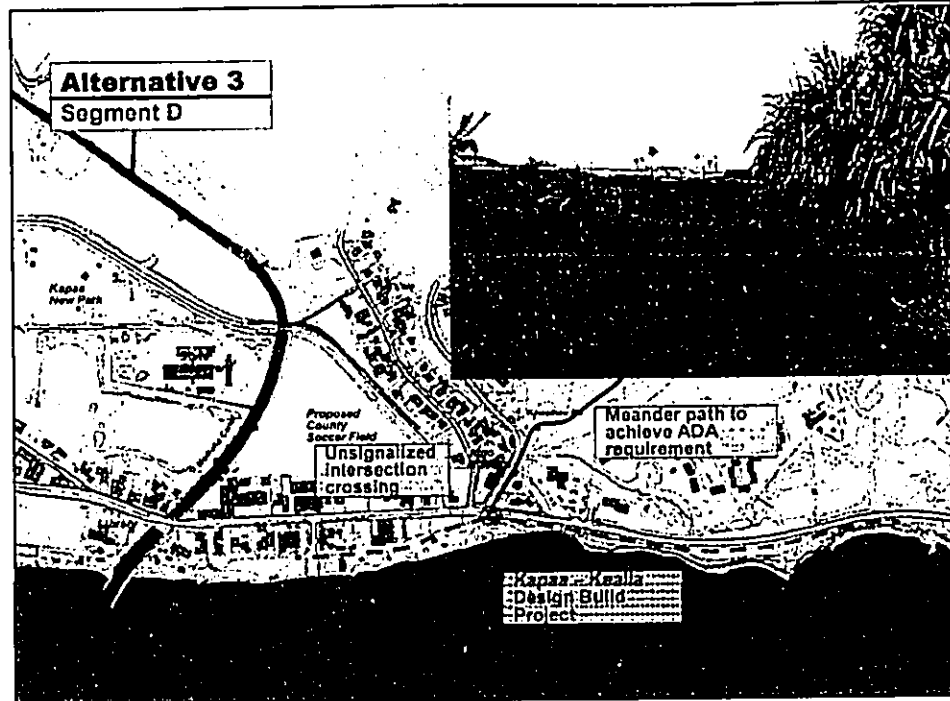 Alternative 3
Segment D
Kapaa
New Park
Proposed
County
Soccer Field
Unsignalized
intersection
crossing
Meander path to
achieve ADA
requirement
Kapaa - Kealia
Design Build
Project